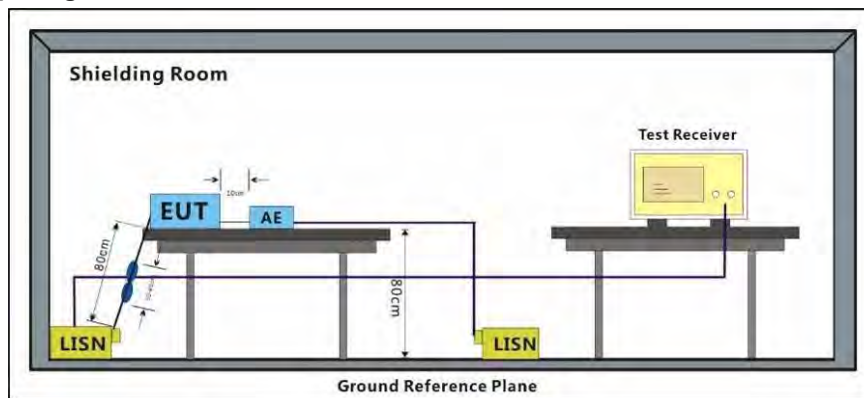 Shielding Room
Test Receiver
10cm
EUT
AE
80cm
80cm
LISN
LISN
Ground Reference Plane